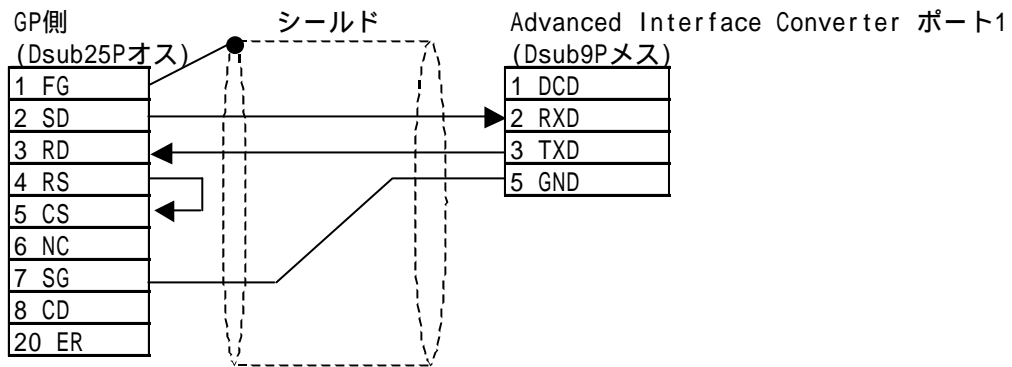 GP側
(Dsub25Pオス)
1 FG
2 SD
3 RD
4 RS
5 CS
6 NC
7 SG
8 CD
20 ER
シールド
Advanced Interface Converter ポート1
(Dsub9Pメス)
1 DCD
2 RXD
3 TXD
5 GND